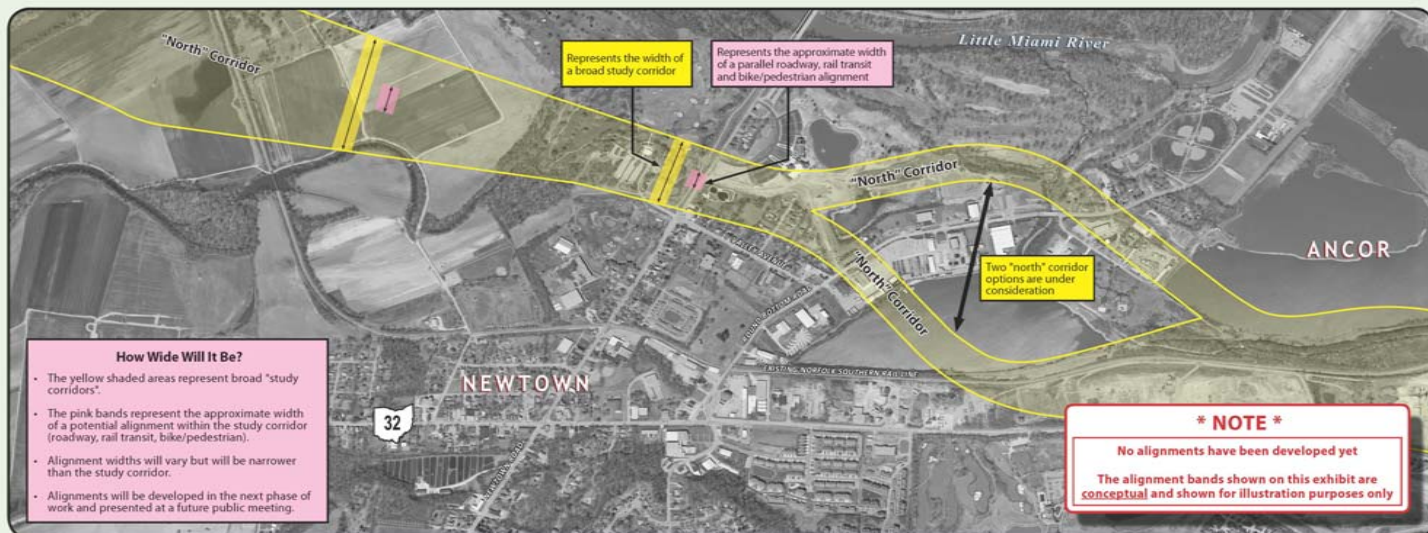 "North" Corridor
Represents the width of
a broad study corridor
Represents the approximate width
of a parallel roadway, rail transit
and bike/pedestrian alignment
Little Miami River
"North" Corridor
"North" Corridor
Two "north" corridor
options are under
consideration
ANCOR
ROUND BOTTOM ROAD
EXISTING NORFOLK SOUTHERN RAIL LINE
NEWTOWN
32
NEWTOWN ROAD
How Wide Will It Be?
• The yellow shaded areas represent broad "study
corridors".
• The pink bands represent the approximate width
of a potential alignment within the study corridor
(roadway, rail transit, bike/pedestrian).
• Alignment widths will vary but will be narrower
than the study corridor.
• Alignments will be developed in the next phase of
work and presented at a future public meeting.
* NOTE *
No alignments have been developed yet
The alignment bands shown on this exhibit are
conceptual and shown for illustration purposes only